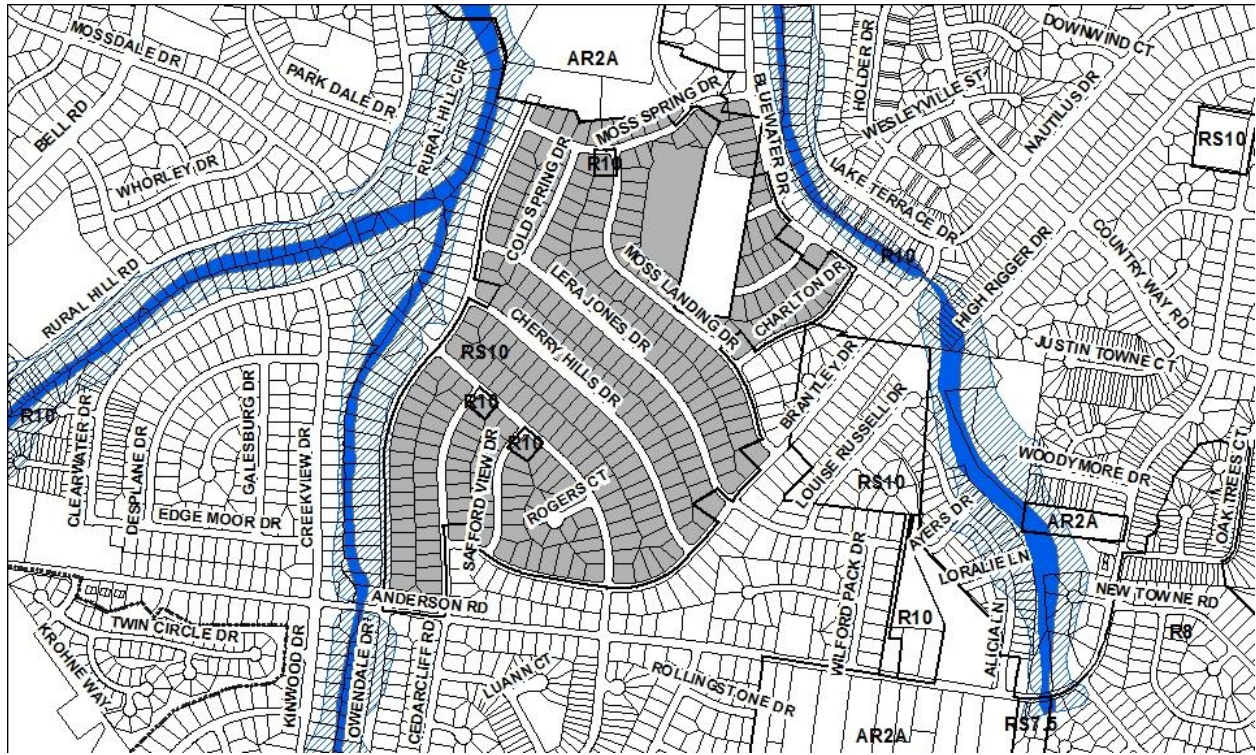 MOSSDALE DR
PARK DALE DR
BELL RD
WHORLEY DR
RURAL HILL CIR
AR2A
MOSS SPRING DR
R10
COLD SPRING DR
BLUEWATER DR
HOLDER DR
DOWNWIND CT
WESLEYVILLE ST
NAUTILUS DR
RS10
LAKE TERRACE DR
R10
COUNTRY WAY RD
HIGH RIGGER DR
RURAL HILL RD
MOSS LANDING DR
LERA JONES DR
CHARLTON DR
CHERRY HILLS DR
RS10
JUSTIN TOWNE CT
BRANTLEY DR
R10
CLEARWATER DR
DESPLANE DR
GALESBURG DR
CREEKVIEW DR
R10
R10
SAFFORD VIEW DR
LOUISE RUSSELL DR
RS10
WOODYMORE DR
OAK TREES CT
EDGE MOOR DR
ROGERS CT
AYERS DR
AR2A
LORALIE LN
ANDERSON RD
WILFORD PACK DR
R10
ALICIA LN
NEW TOWNE RD
R8
TWIN CIRCLE DR
KROHNE WAY
KINWOOD DR
OWENDALE DR
CEDARCLIFF RD
LUANN CT
ROLLINGSTONE DR
AR2A
RS7.5